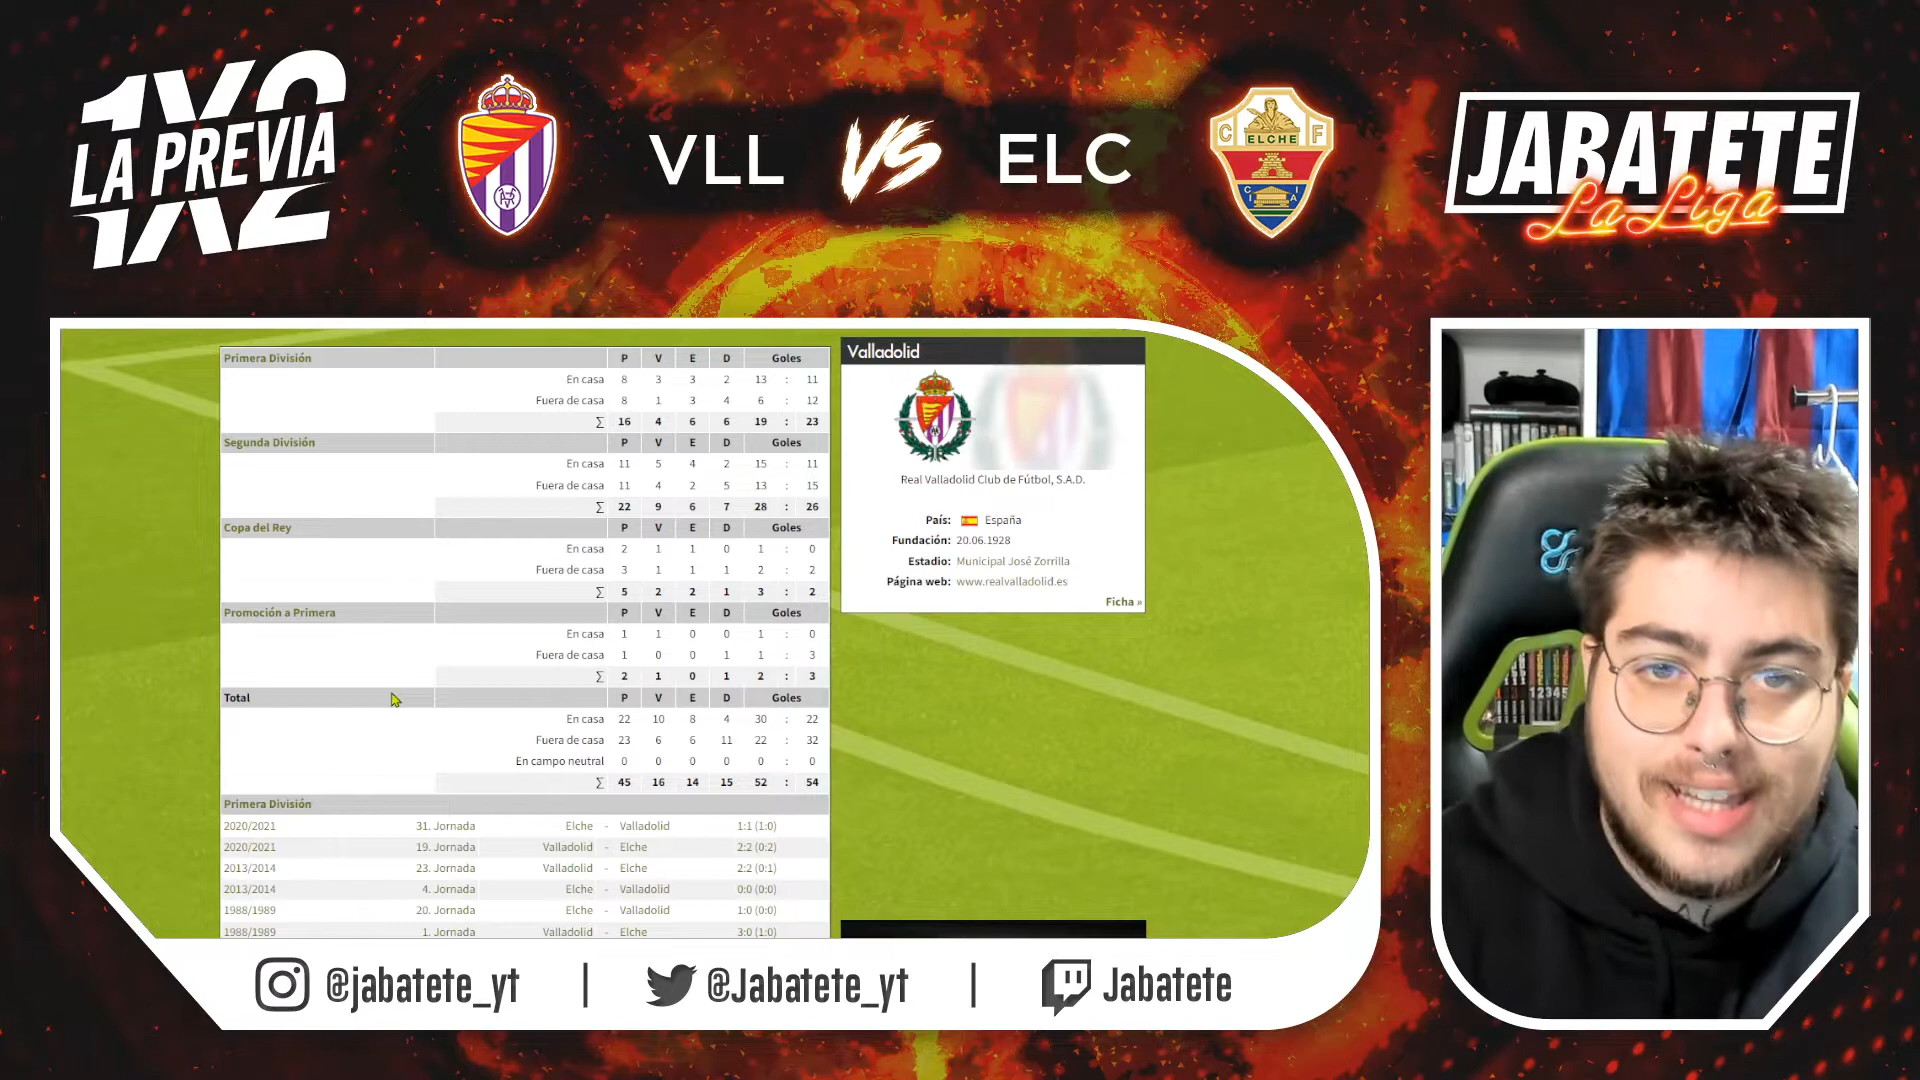 1X2
LA PREVIA
VLL VS ELC
C F
ELCHE
C I A
JABATETE
La Liga
Primera División P V E D Goles
En casa 8 3 3 2 13 : 11
Fuera de casa 8 1 3 4 6 : 12
∑ 16 4 6 6 19 : 23
Segunda División P V E D Goles
En casa 11 5 4 2 15 : 11
Fuera de casa 11 4 2 5 13 : 15
∑ 22 9 6 7 28 : 26
Copa del Rey P V E D Goles
En casa 2 1 1 0 1 : 0
Fuera de casa 3 1 1 1 2 : 2
∑ 5 2 2 1 3 : 2
Promoción a Primera P V E D Goles
En casa 1 1 0 0 1 : 0
Fuera de casa 1 0 0 1 1 : 3
∑ 2 1 0 1 2 : 3
Total P V E D Goles
En casa 22 10 8 4 30 : 22
Fuera de casa 23 6 6 11 22 : 32
En campo neutral 0 0 0 0 0 : 0
∑ 45 16 14 15 52 : 54
Primera División
2020/2021 31. Jornada Elche - Valladolid 1:1 (1:0)
2020/2021 19. Jornada Valladolid - Elche 2:2 (0:2)
2013/2014 23. Jornada Valladolid - Elche 2:2 (0:1)
2013/2014 4. Jornada Elche - Valladolid 0:0 (0:0)
1988/1989 20. Jornada Elche - Valladolid 1:0 (0:0)
1988/1989 1. Jornada Valladolid - Elche 3:0 (1:0)
Valladolid
Real Valladolid Club de Fútbol, S.A.D.
País: España
Fundación: 20.06.1928
Estadio: Municipal José Zorrilla
Página web: www.realvalladolid.es
Ficha »
@jabatete_yt | @Jabatete_yt | Jabatete